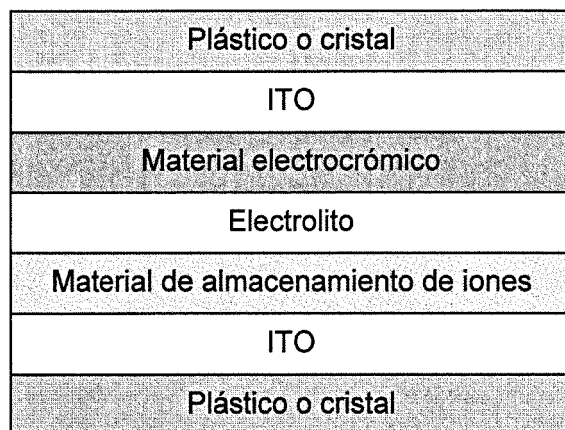 Plástico o cristal
ITO
Material electrocrómico
Electrolito
Material de almacenamiento de iones
ITO
Plástico o cristal